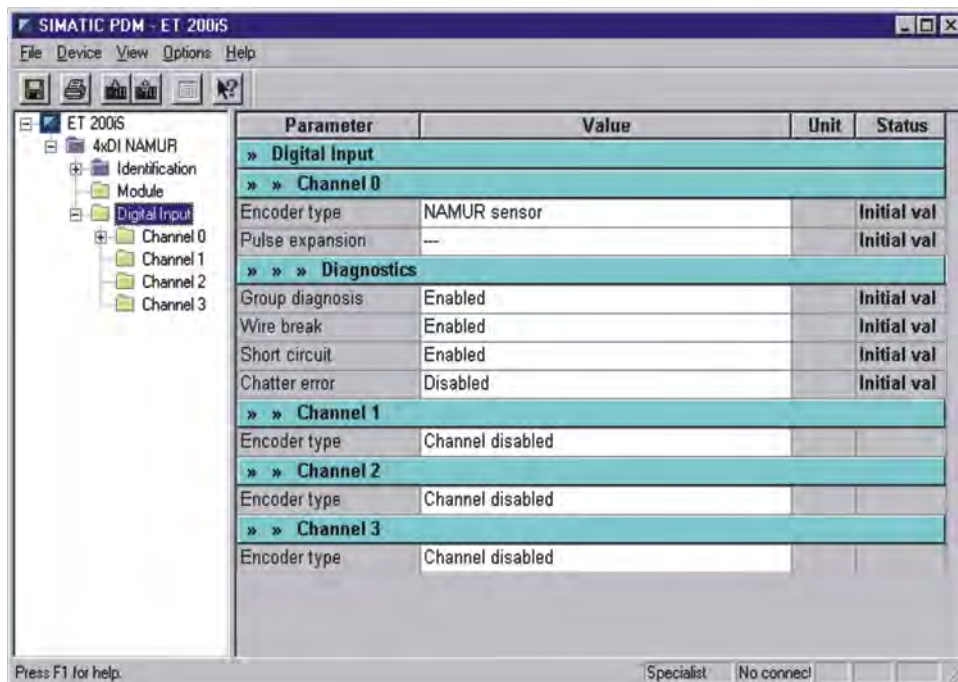 SIMATIC PDM - ET 200iS
File Device View Options Help
ET 200iS
4xDI NAMUR
Identification
Module
Digital Input
Channel 0
Channel 1
Channel 2
Channel 3
Parameter Value Unit Status
» Digital Input
» » Channel 0
Encoder type NAMUR sensor Initial val
Pulse expansion --- Initial val
» » » Diagnostics
Group diagnosis Enabled Initial val
Wire break Enabled Initial val
Short circuit Enabled Initial val
Chatter error Disabled Initial val
» » Channel 1
Encoder type Channel disabled
» » Channel 2
Encoder type Channel disabled
» » Channel 3
Encoder type Channel disabled
Press F1 for help. Specialist No connect